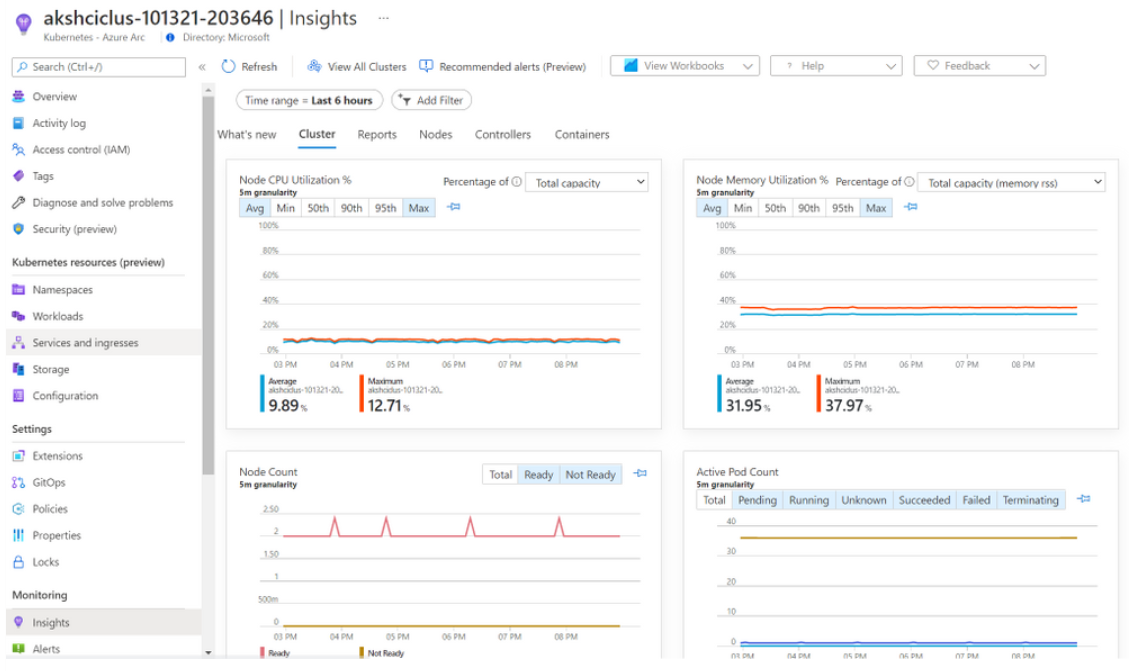 akshciclus-101321-203646 | Insights ...
Kubernetes - Azure Arc Directory: Microsoft
Search (Ctrl+/)
«
Refresh
View All Clusters
Recommended alerts (Preview)
View Workbooks
? Help
Feedback
Overview
Activity log
Access control (IAM)
Tags
Diagnose and solve problems
Security (preview)
Kubernetes resources (preview)
Namespaces
Workloads
Services and ingresses
Storage
Configuration
Settings
Extensions
GitOps
Policies
Properties
Locks
Monitoring
Insights
Alerts
Time range = Last 6 hours
Add Filter
What's new Cluster Reports Nodes Controllers Containers
Node CPU Utilization %
5m granularity
Percentage of
Total capacity
Avg Min 50th 90th 95th Max
100%
80%
60%
40%
20%
0%
03 PM 04 PM 05 PM 06 PM 07 PM 08 PM
Average
akshciclus-101321-20...
9.89 %
Maximum
akshciclus-101321-20...
12.71 %
Node Memory Utilization %
5m granularity
Percentage of
Total capacity (memory rss)
Avg Min 50th 90th 95th Max
100%
80%
60%
40%
20%
0%
03 PM 04 PM 05 PM 06 PM 07 PM 08 PM
Average
akshciclus-101321-20...
31.95 %
Maximum
akshciclus-101321-20...
37.97 %
Node Count
5m granularity
Total Ready Not Ready
2.50
2
1.50
1
500m
0
03 PM 04 PM 05 PM 06 PM 07 PM 08 PM
Ready
Not Ready
Active Pod Count
5m granularity
Total Pending Running Unknown Succeeded Failed Terminating
40
30
20
10
0
03 PM 04 PM 05 PM 06 PM 07 PM 08 PM